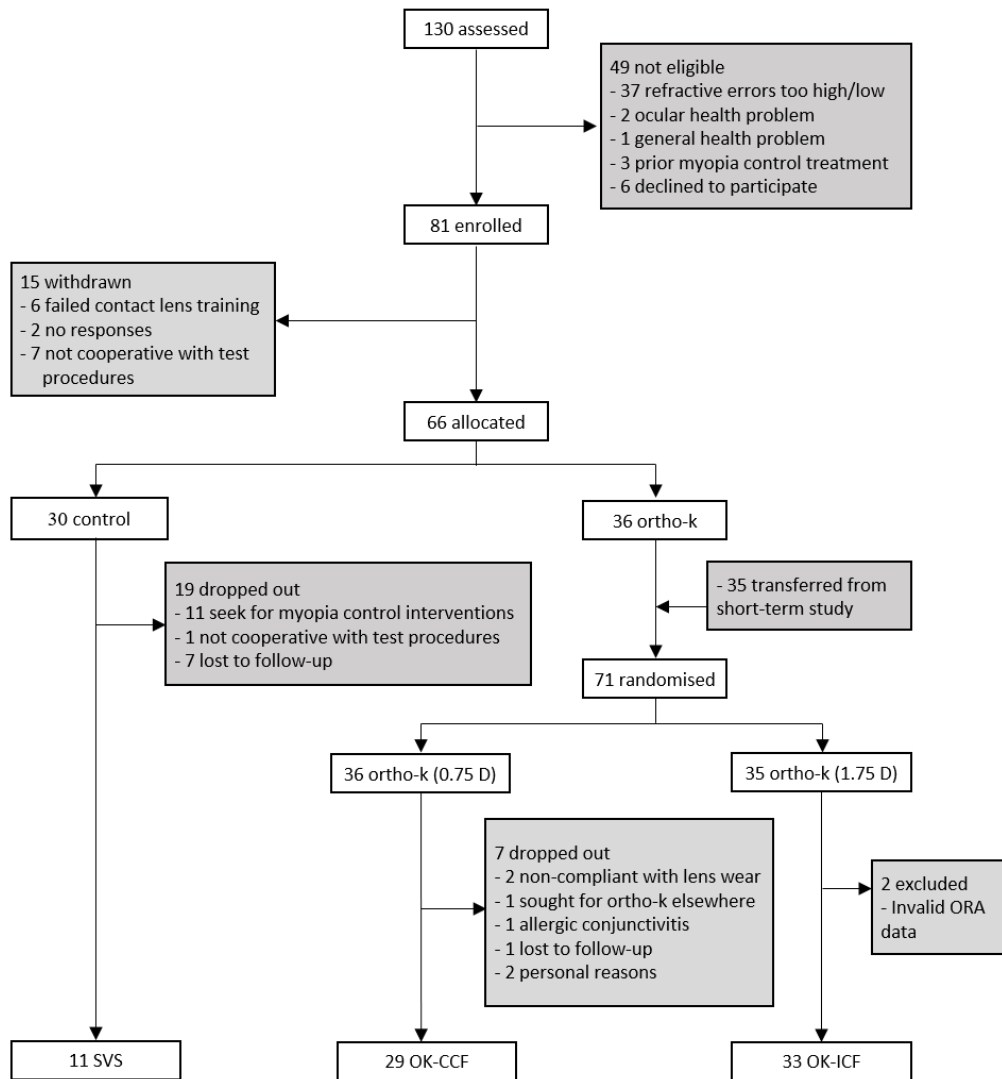 130 assessed
49 not eligible
- 37 refractive errors too high/low
- 2 ocular health problem
- 1 general health problem
- 3 prior myopia control treatment
- 6 declined to participate
81 enrolled
15 withdrawn
- 6 failed contact lens training
- 2 no responses
- 7 not cooperative with test
procedures
66 allocated
30 control
36 ortho-k
19 dropped out
- 11 seek for myopia control interventions
- 1 not cooperative with test procedures
- 7 lost to follow-up
- 35 transferred from
short-term study
71 randomised
36 ortho-k (0.75 D)
35 ortho-k (1.75 D)
7 dropped out
- 2 non-compliant with lens wear
- 1 sought for ortho-k elsewhere
- 1 allergic conjunctivitis
- 1 lost to follow-up
- 2 personal reasons
2 excluded
- Invalid ORA
data
11 SVS
29 OK-CCF
33 OK-ICF